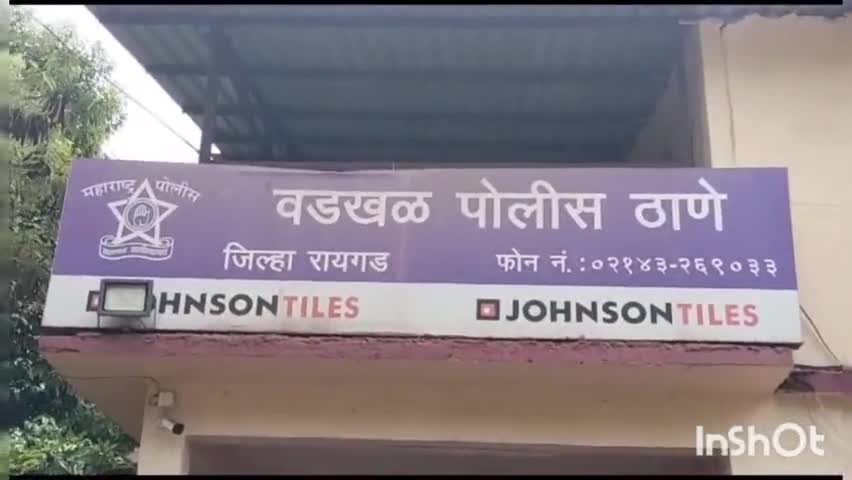 महाराष्ट्र पोलीस
वडखळ पोलीस ठाणे
जिल्हा रायगड
फोन नं. : ०२१४३-२६९०३३
HNSON TILES
JOHNSON TILES
InShOt